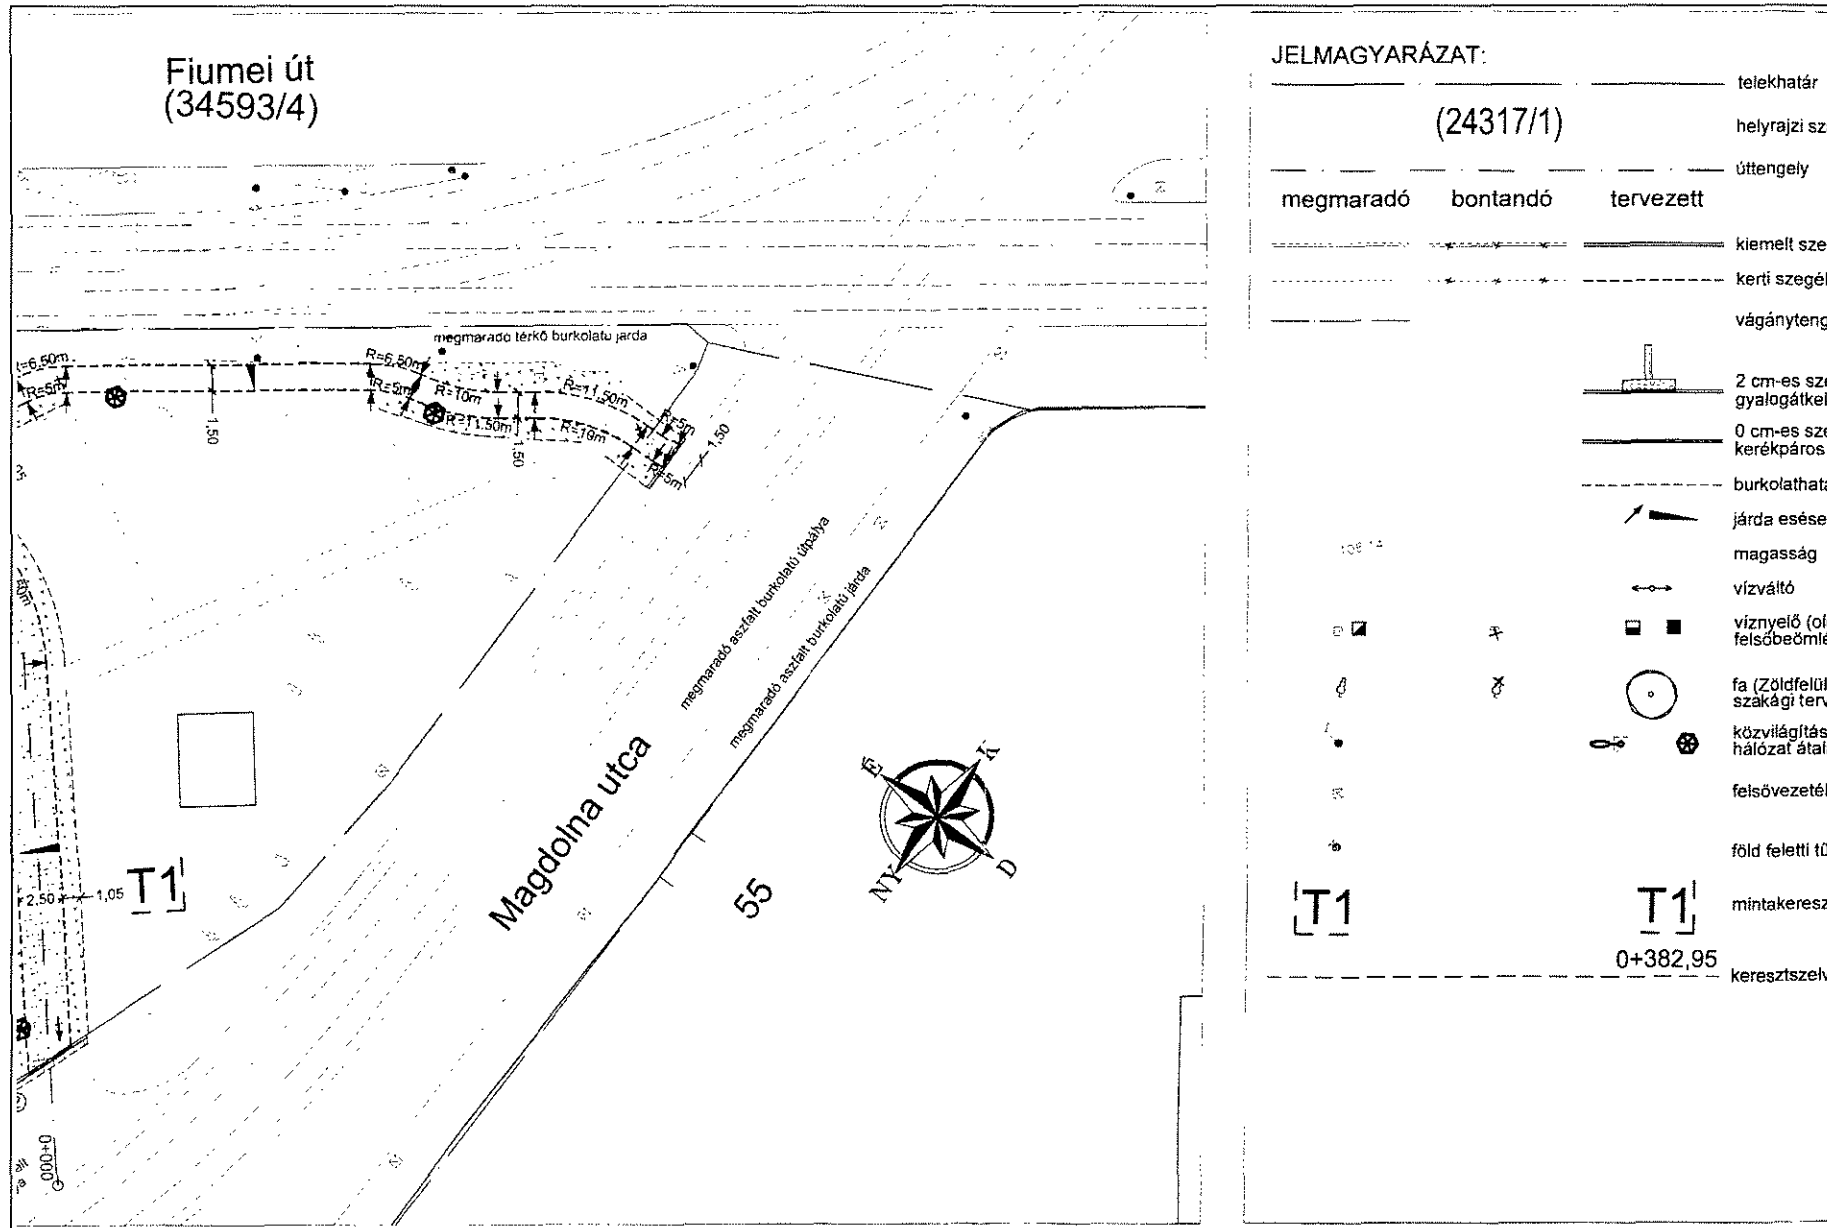 Fiumei út
(34593/4)
megmaradó térkő burkolatú járda
R=6,50m
R=5m
1,50
R=6,50m
R=5m
R=10m
R=11,50m
1,50
R=11,50m
R=10m
R=5m
R=5m
1,50
megmaradó aszfalt burkolatú útpálya
megmaradó aszfalt burkolatú járda
Magdolna utca
55
É
K
NY
D
T1
2,50
1,05
0+000
JELMAGYARÁZAT:
telekhatár
(24317/1)
helyrajzi sz
úttengely
megmaradó bontandó tervezett
kiemelt sze
kerti szegél
vágányteng
2 cm-es sze
gyalogátkel
0 cm-es sze
kerékpáros
burkolathatá
járda esése
magasság
vízváltó
víznyelő (ol
felsőbeömlé
fa (Zöldfelül
szakági terv
közvilágítás
hálózat átal
felsővezeték
föld feletti tű
T1 T1 mintakeresz
0+382,95
keresztszelv